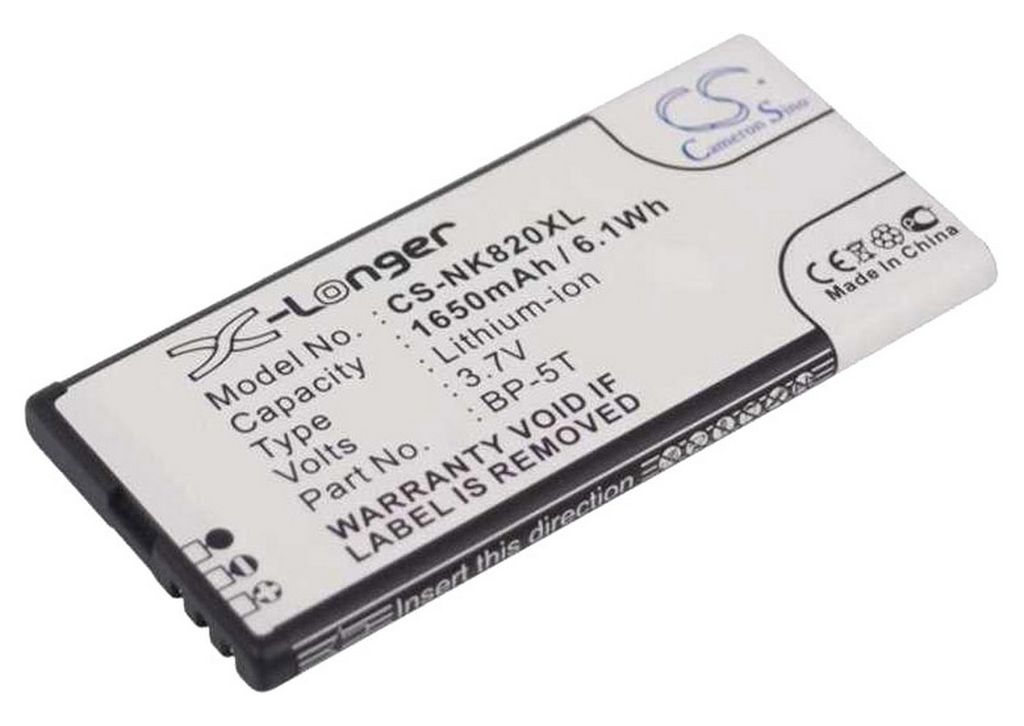 CS
Cameron Sino
X-Longer
Model No. : CS-NK820XL
Capacity : 1650mAh / 6.1Wh
Type : Lithium-ion
Volts : 3.7V
Part No. : BP-5T
WARRANTY VOID IF
LABEL IS REMOVED
CE
Made in China
Insert this direction